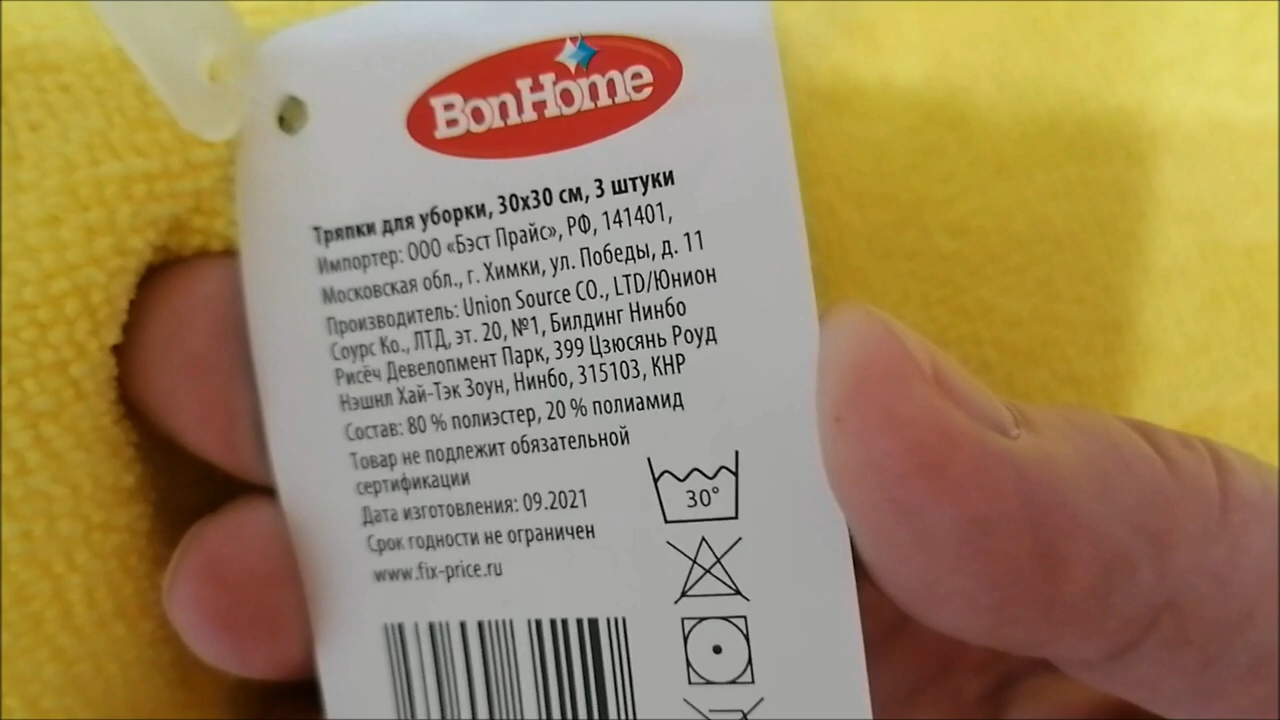 BonHome
Тряпки для уборки, 30х30 см, 3 штуки
Импортер: ООО «Бэст Прайс», РФ, 141401,
Московская обл., г. Химки, ул. Победы, д. 11
Производитель: Union Source CO., LTD/Юнион
Соурс Ко., ЛТД, эт. 20, №1, Билдинг Нинбо
Рисёч Девелопмент Парк, 399 Цзюсянь Роуд
Нэшнл Хай-Тэк Зоун, Нинбо, 315103, КНР
Состав: 80 % полиэстер, 20 % полиамид
Товар не подлежит обязательной
сертификации
Дата изготовления: 09.2021
Срок годности не ограничен
www.fix-price.ru
30°